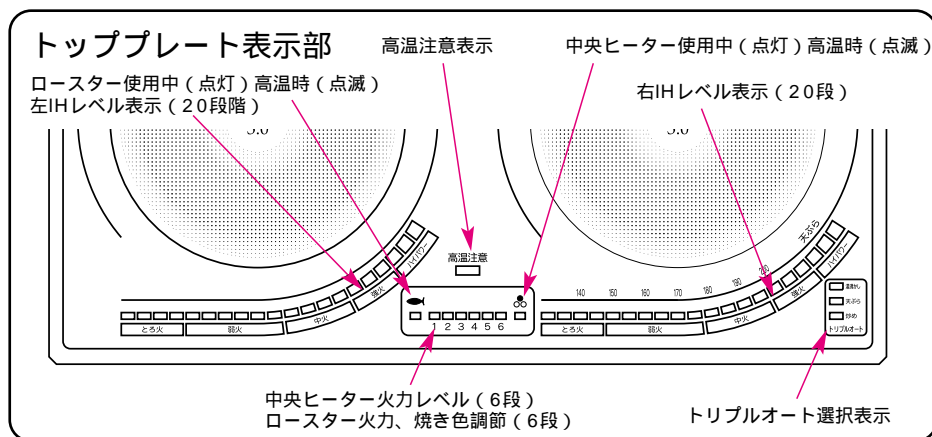 トッププレート表示部
高温注意表示
中央ヒーター使用中（点灯）高温時（点滅）
ロースター使用中（点灯）高温時（点滅）
左IHレベル表示（20段階）
右IHレベル表示（20段）
3.0
3.0
高温注意
天ぷら
140 150 160 170 180 190 200
とろ火 弱火 中火 強火 ハイパワー
1 2 3 4 5 6
とろ火 弱火 中火 強火 ハイパワー
湯沸かし
天ぷら
炒め
トリプルオート
中央ヒーター火力レベル（6段）
ロースター火力、焼き色調節（6段）
トリプルオート選択表示